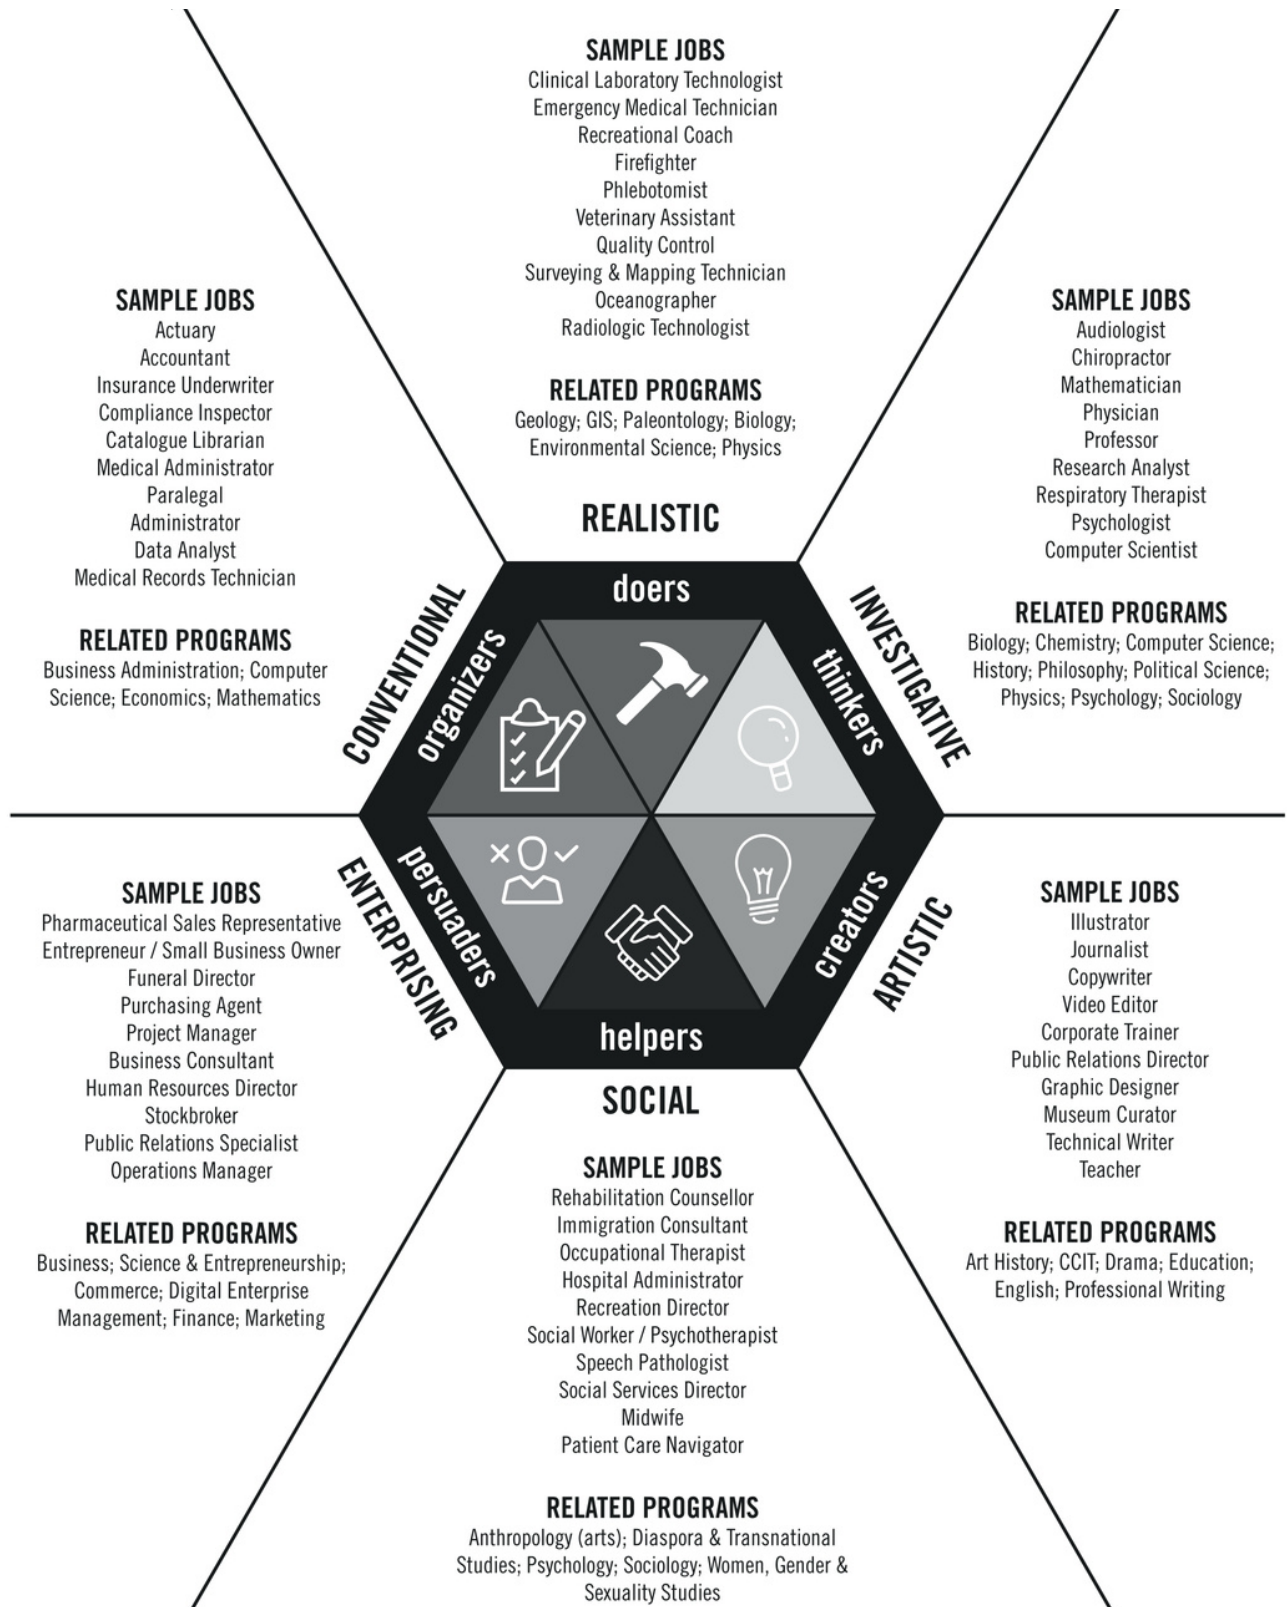 SAMPLE JOBS
Clinical Laboratory Technologist
Emergency Medical Technician
Recreational Coach
Firefighter
Phlebotomist
Veterinary Assistant
Quality Control
Surveying & Mapping Technician
Oceanographer
Radiologic Technologist
RELATED PROGRAMS
Geology; GIS; Paleontology; Biology;
Environmental Science; Physics
REALISTIC
doers
SAMPLE JOBS
Audiologist
Chiropractor
Mathematician
Physician
Professor
Research Analyst
Respiratory Therapist
Psychologist
Computer Scientist
RELATED PROGRAMS
Biology; Chemistry; Computer Science;
History; Philosophy; Political Science;
Physics; Psychology; Sociology
INVESTIGATIVE
thinkers
SAMPLE JOBS
Illustrator
Journalist
Copywriter
Video Editor
Corporate Trainer
Public Relations Director
Graphic Designer
Museum Curator
Technical Writer
Teacher
RELATED PROGRAMS
Art History; CCIT; Drama; Education;
English; Professional Writing
ARTISTIC
creators
helpers
SOCIAL
SAMPLE JOBS
Rehabilitation Counsellor
Immigration Consultant
Occupational Therapist
Hospital Administrator
Recreation Director
Social Worker / Psychotherapist
Speech Pathologist
Social Services Director
Midwife
Patient Care Navigator
RELATED PROGRAMS
Anthropology (arts); Diaspora & Transnational
Studies; Psychology; Sociology; Women, Gender &
Sexuality Studies
ENTERPRISING
persuaders
SAMPLE JOBS
Pharmaceutical Sales Representative
Entrepreneur / Small Business Owner
Funeral Director
Purchasing Agent
Project Manager
Business Consultant
Human Resources Director
Stockbroker
Public Relations Specialist
Operations Manager
RELATED PROGRAMS
Business; Science & Entrepreneurship;
Commerce; Digital Enterprise
Management; Finance; Marketing
CONVENTIONAL
organizers
SAMPLE JOBS
Actuary
Accountant
Insurance Underwriter
Compliance Inspector
Catalogue Librarian
Medical Administrator
Paralegal
Administrator
Data Analyst
Medical Records Technician
RELATED PROGRAMS
Business Administration; Computer
Science; Economics; Mathematics